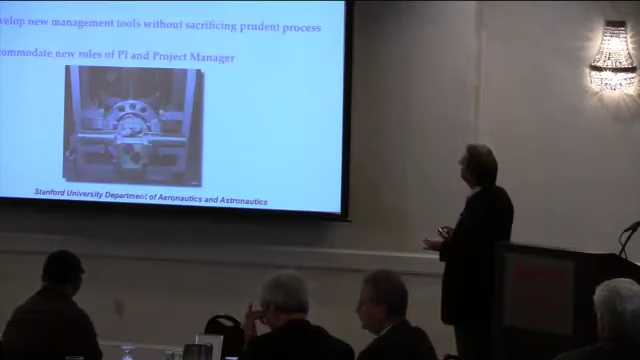 velop new management tools without sacrificing prudent process
commodate new roles of PI and Project Manager
Stanford University Department of Aeronautics and Astronautics